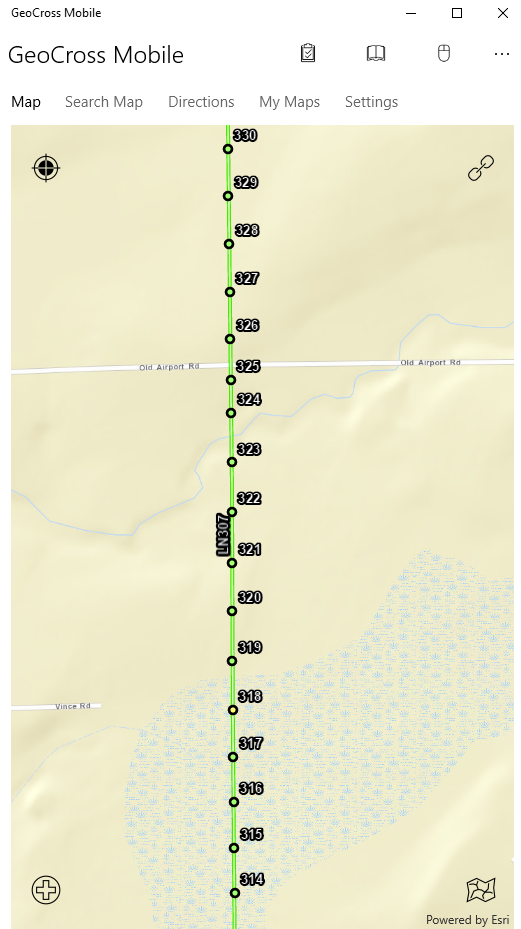 GeoCross Mobile
GeoCross Mobile
Map Search Map Directions My Maps Settings
330
329
328
327
326
325
Old Airport Rd
Old Airport Rd
324
323
322
LN307
321
320
319
318
Vince Rd
317
316
315
314
Powered by Esri